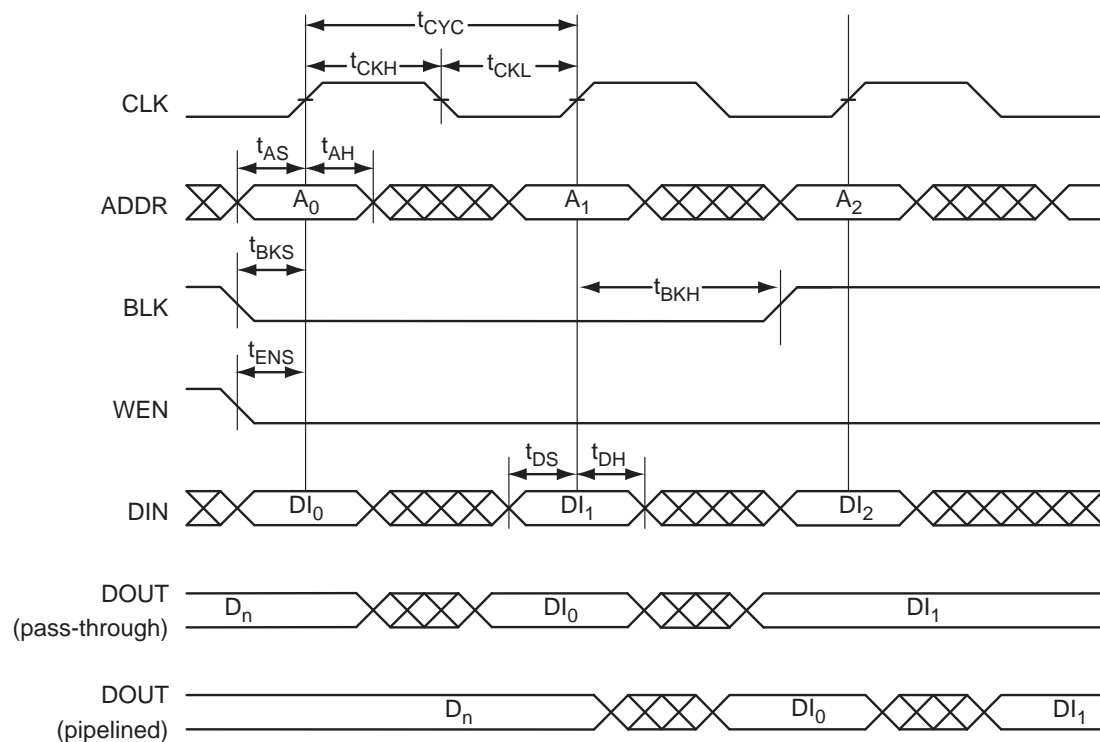 tCYC
tCKH tCKL
CLK
tAS tAH
ADDR A0 A1 A2
tBKS
tBKH
BLK
tENS
WEN
tDS tDH
DIN DI0 DI1 DI2
DOUT
(pass-through) Dn DI0 DI1
DOUT
(pipelined) Dn DI0 DI1